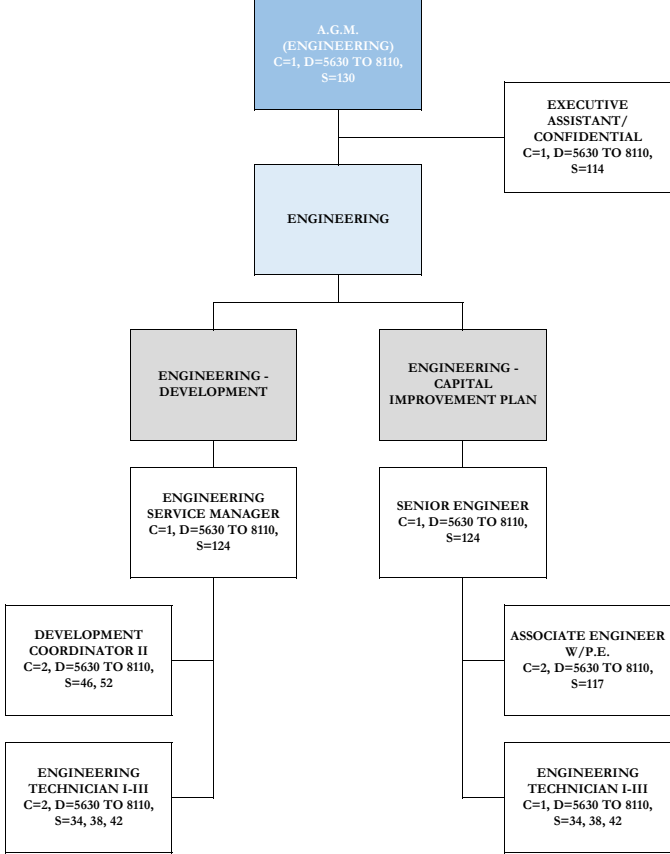 A.G.M.
(ENGINEERING)
C=1, D=5630 TO 8110,
S=130
EXECUTIVE
ASSISTANT/
CONFIDENTIAL
C=1, D=5630 TO 8110,
S=114
ENGINEERING
ENGINEERING -
DEVELOPMENT
ENGINEERING -
CAPITAL
IMPROVEMENT PLAN
ENGINEERING
SERVICE MANAGER
C=1, D=5630 TO 8110,
S=124
SENIOR ENGINEER
C=1, D=5630 TO 8110,
S=124
DEVELOPMENT
COORDINATOR II
C=2, D=5630 TO 8110,
S=46, 52
ASSOCIATE ENGINEER
W/P.E.
C=2, D=5630 TO 8110,
S=117
ENGINEERING
TECHNICIAN I-III
C=2, D=5630 TO 8110,
S=34, 38, 42
ENGINEERING
TECHNICIAN I-III
C=1, D=5630 TO 8110,
S=34, 38, 42